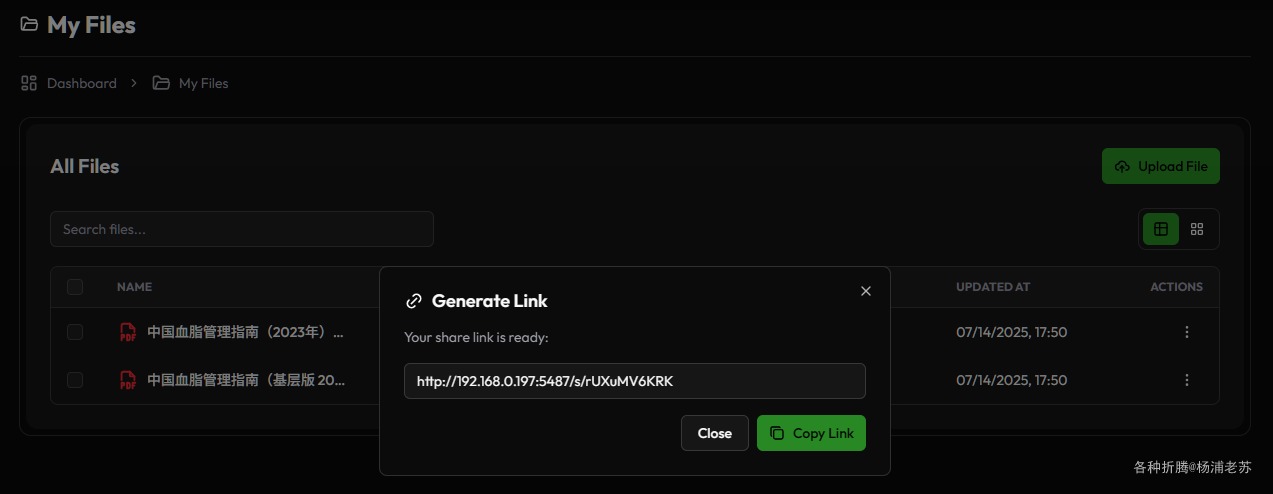 My Files
Dashboard > My Files
All Files
Upload File
Search files...
NAME UPDATED AT ACTIONS
PDF 中国血脂管理指南（2023年）... 07/14/2025, 17:50
PDF 中国血脂管理指南（基层版 20... 07/14/2025, 17:50
Generate Link
Your share link is ready:
http://192.168.0.197:5487/s/rUXuMV6KRK
Close Copy Link
各种折腾@杨浦老苏